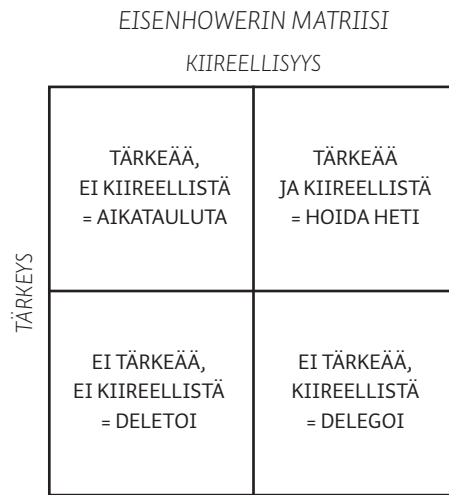 EISENHOWERIN MATRIISI
KIIREELLISYYS
TÄRKEYS
TÄRKEÄÄ,
EI KIIREELLISTÄ
= AIKATAULUTA
TÄRKEÄÄ
JA KIIREELLISTÄ
= HOIDA HETI
EI TÄRKEÄÄ,
EI KIIREELLISTÄ
= DELETOI
EI TÄRKEÄÄ,
KIIREELLISTÄ
= DELEGOI